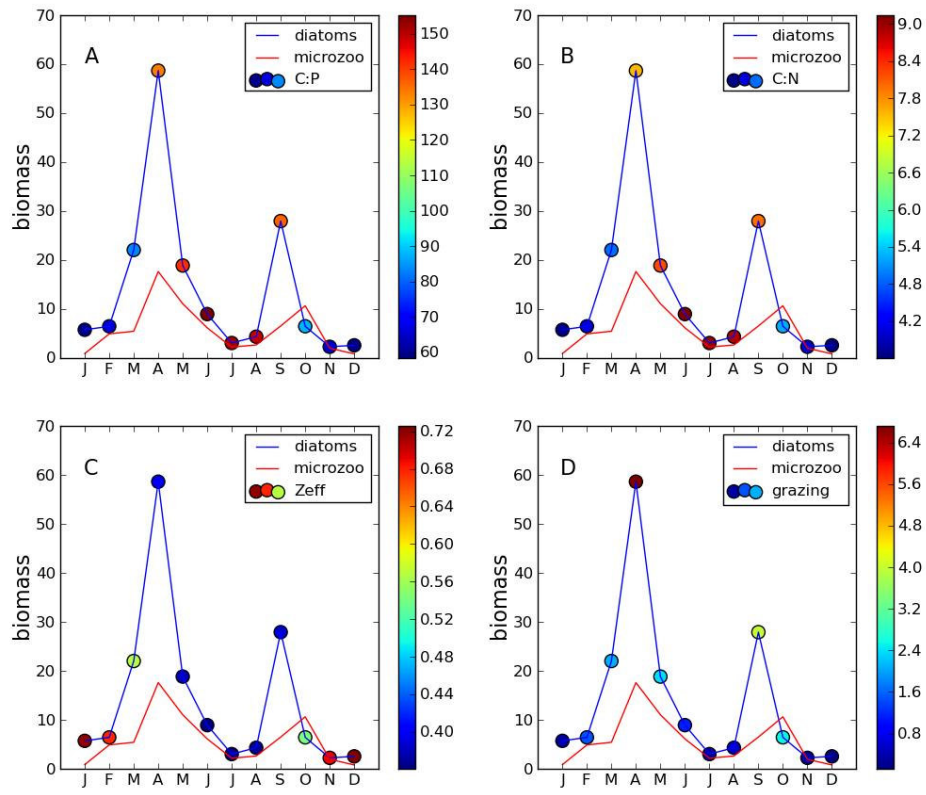 A
diatoms
microzoo
C:P
biomass
70
60
50
40
30
20
10
0
J F M A M J J A S O N D
150
140
130
120
110
100
90
80
70
60
B
diatoms
microzoo
C:N
biomass
70
60
50
40
30
20
10
0
J F M A M J J A S O N D
9.0
8.4
7.8
7.2
6.6
6.0
5.4
4.8
4.2
C
diatoms
microzoo
Zeff
biomass
70
60
50
40
30
20
10
0
J F M A M J J A S O N D
0.72
0.68
0.64
0.60
0.56
0.52
0.48
0.44
0.40
D
diatoms
microzoo
grazing
biomass
70
60
50
40
30
20
10
0
J F M A M J J A S O N D
6.4
5.6
4.8
4.0
3.2
2.4
1.6
0.8